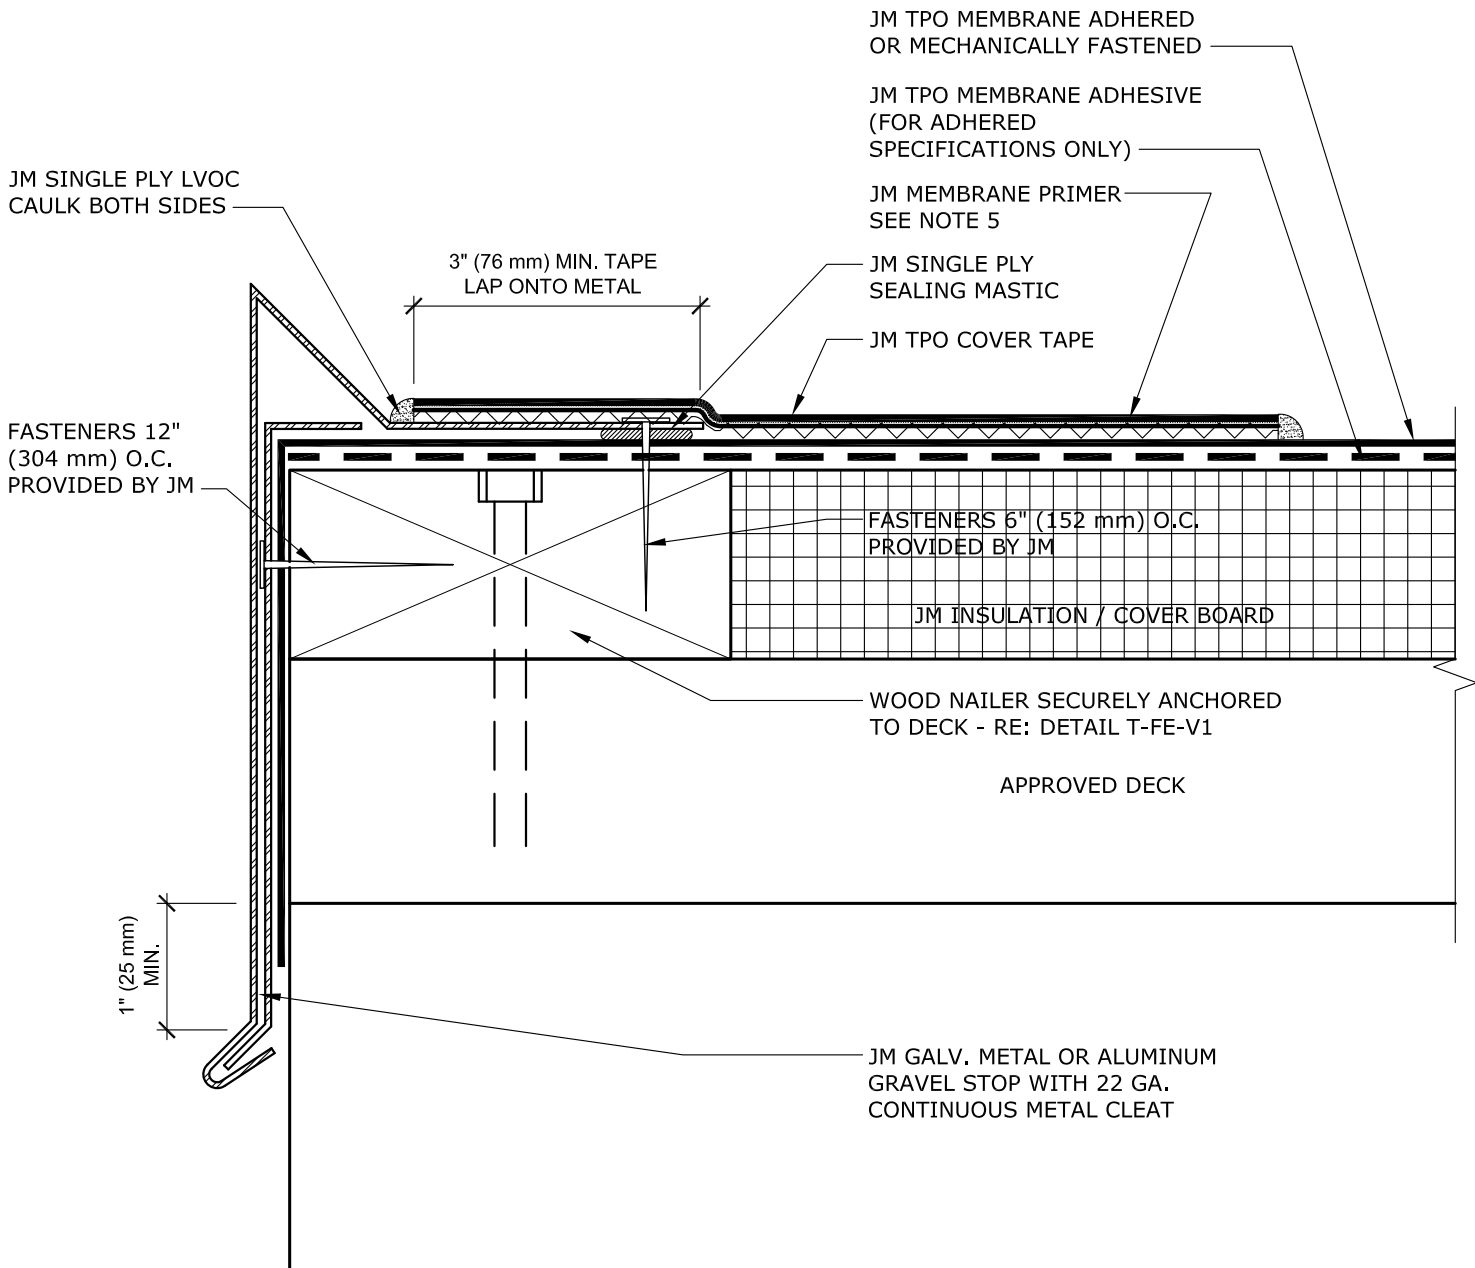 JM TPO MEMBRANE ADHERED
OR MECHANICALLY FASTENED
JM TPO MEMBRANE ADHESIVE
(FOR ADHERED
SPECIFICATIONS ONLY)
JM SINGLE PLY LVOC
CAULK BOTH SIDES
JM MEMBRANE PRIMER
SEE NOTE 5
3" (76 mm) MIN. TAPE
LAP ONTO METAL
JM SINGLE PLY
SEALING MASTIC
JM TPO COVER TAPE
FASTENERS 12"
(304 mm) O.C.
PROVIDED BY JM
FASTENERS 6" (152 mm) O.C.
PROVIDED BY JM
JM INSULATION / COVER BOARD
WOOD NAILER SECURELY ANCHORED
TO DECK - RE: DETAIL T-FE-V1
APPROVED DECK
1" (25 mm)
MIN.
JM GALV. METAL OR ALUMINUM
GRAVEL STOP WITH 22 GA.
CONTINUOUS METAL CLEAT